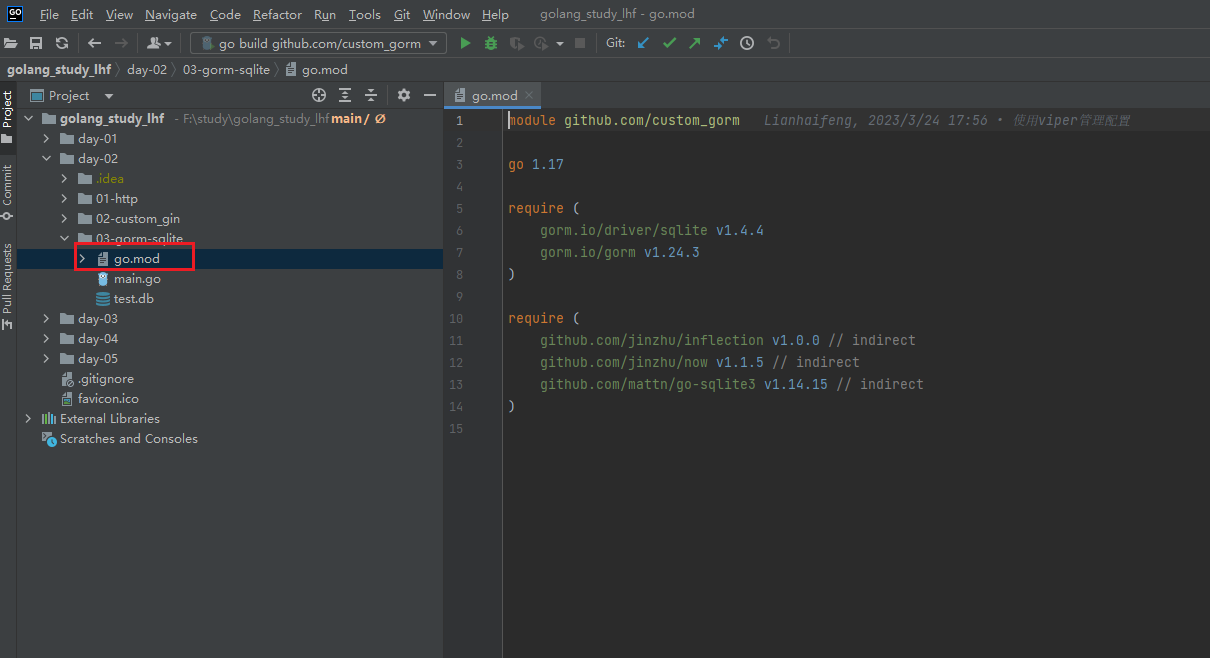 GO File Edit View Navigate Code Refactor Run Tools Git Window Help golang_study_lhf - go.mod
go build github.com/custom_gorm Git:
golang_study_lhf day-02 03-gorm-sqlite go.mod
Project
Commit
Pull Requests
Project
golang_study_lhf - F:\study\golang_study_lhf main / Ø
day-01
day-02
.idea
01-http
02-custom_gin
03-gorm-sqlite
go.mod
main.go
test.db
day-03
day-04
day-05
.gitignore
favicon.ico
External Libraries
Scratches and Consoles
go.mod
1 module github.com/custom_gorm Lianhaifeng, 2023/3/24 17:56 • 使用viper管理配置
2
3 go 1.17
4
5 require (
6 gorm.io/driver/sqlite v1.4.4
7 gorm.io/gorm v1.24.3
8 )
9
10 require (
11 github.com/jinzhu/inflection v1.0.0 // indirect
12 github.com/jinzhu/now v1.1.5 // indirect
13 github.com/mattn/go-sqlite3 v1.14.15 // indirect
14 )
15